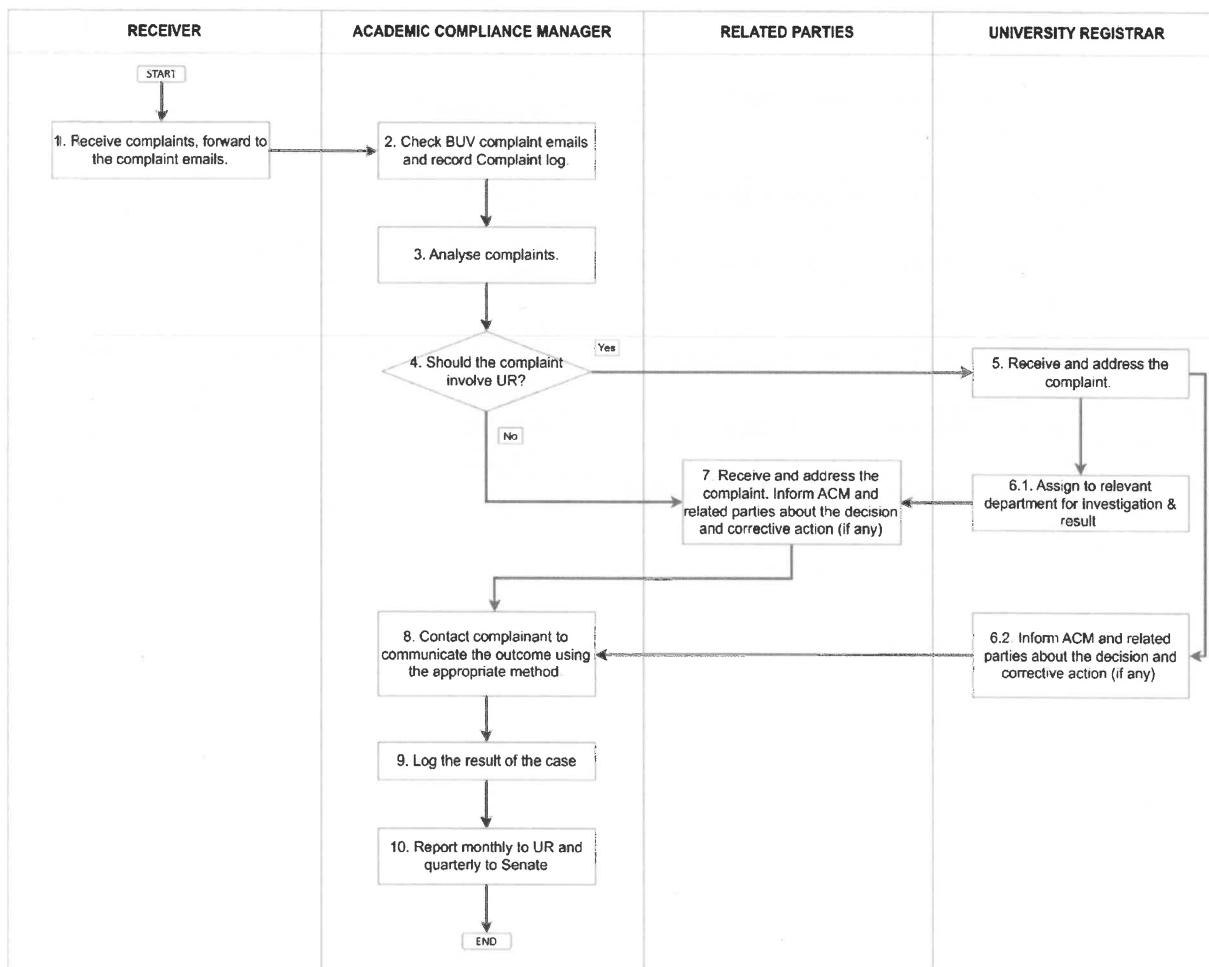 RECEIVER
ACADEMIC COMPLIANCE MANAGER
RELATED PARTIES
UNIVERSITY REGISTRAR
START
1. Receive complaints, forward to
the complaint emails.
2. Check BUV complaint emails
and record Complaint log.
3. Analyse complaints.
4. Should the complaint
involve UR?
Yes
No
5. Receive and address the
complaint.
6.1. Assign to relevant
department for investigation &
result
7. Receive and address the
complaint. Inform ACM and
related parties about the decision
and corrective action (if any)
6.2. Inform ACM and related
parties about the decision and
corrective action (if any)
8. Contact complainant to
communicate the outcome using
the appropriate method
9. Log the result of the case
10. Report monthly to UR and
quarterly to Senate
END